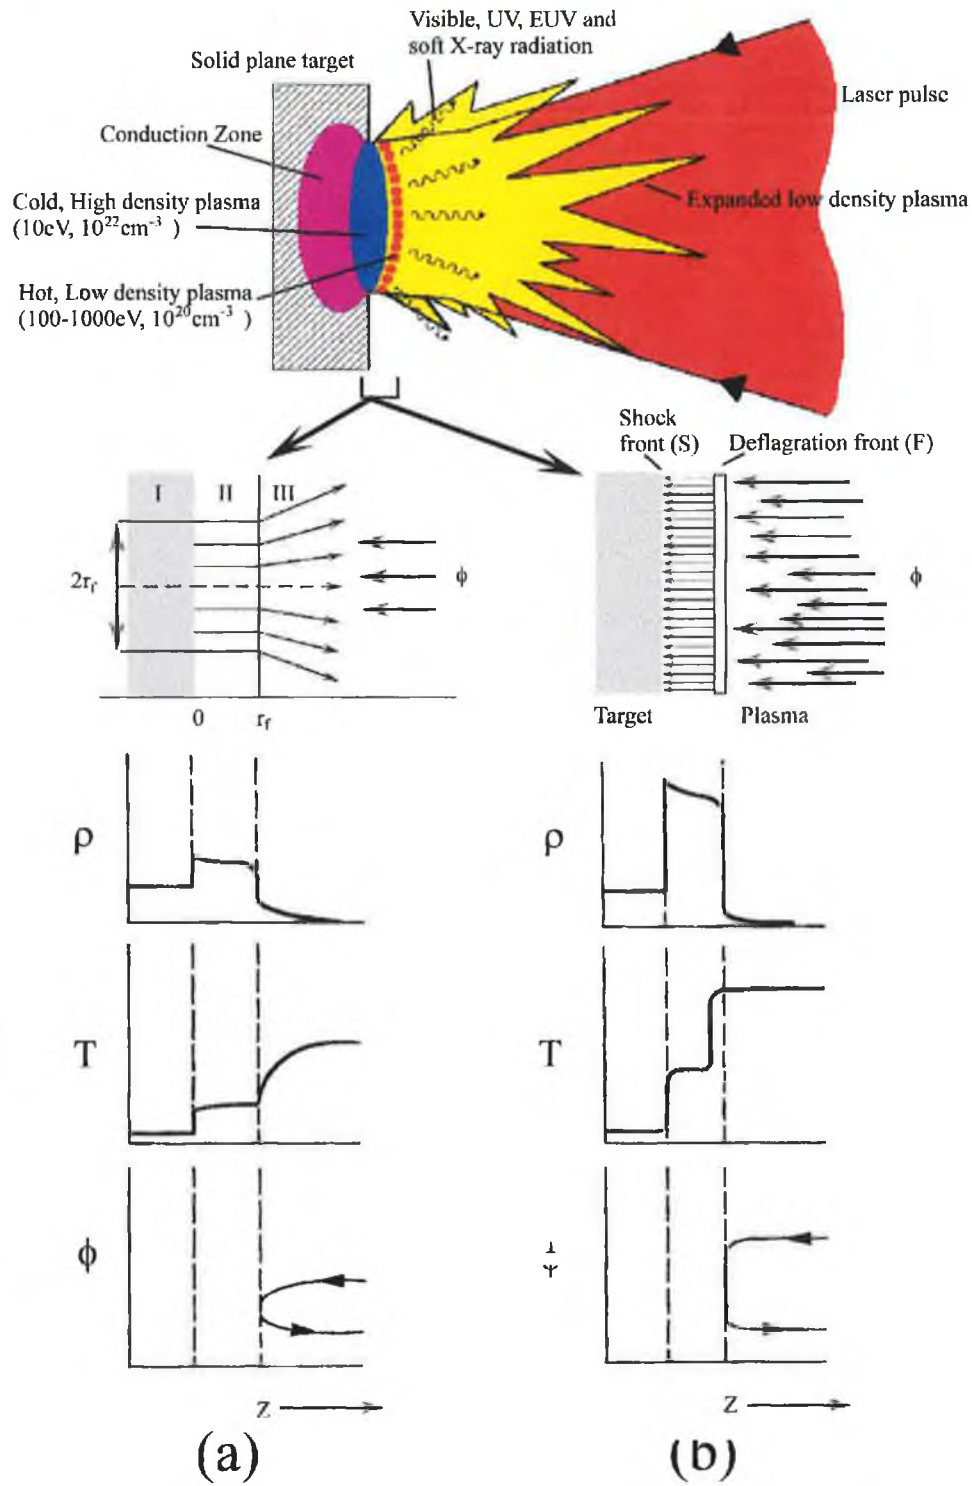 Visible, UV, EUV and
soft X-ray radiation
Solid plane target
Laser pulse
Conduction Zone
Cold, High density plasma
(10eV, 10²²cm⁻³ )
Expanded low density plasma
Hot, Low density plasma
(100-1000eV, 10²⁰cm⁻³ )
Shock
front (S)
Deflagration front (F)
I II III
2r_f
ϕ
ϕ
0 r_f
Target Plasma
ρ
ρ
T
T
ϕ
Z
Z
(a)
(b)